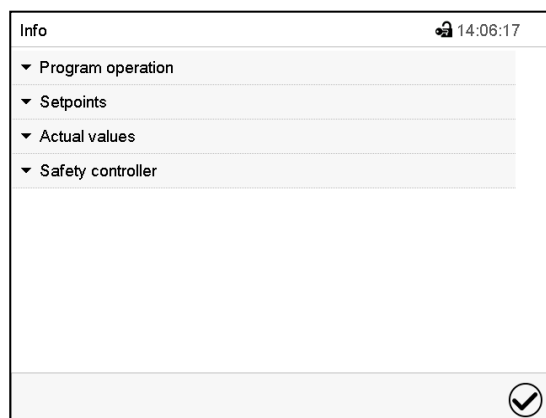 Info
14:06:17
Program operation
Setpoints
Actual values
Safety controller